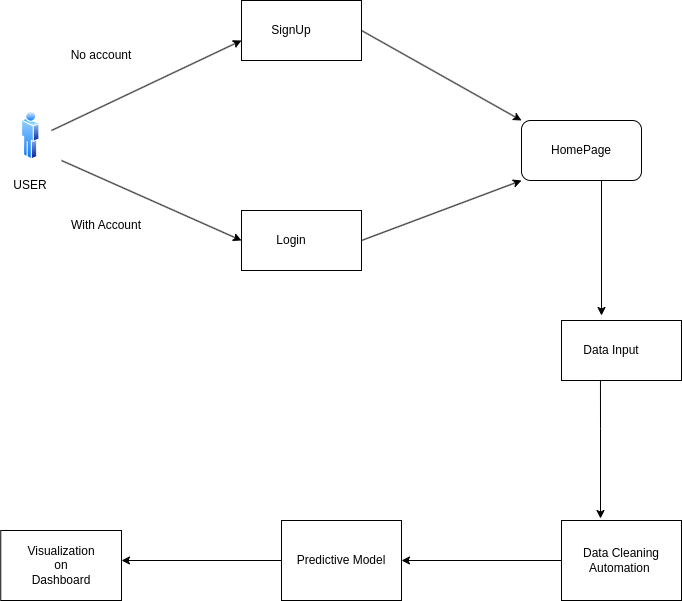 SignUp
No account
HomePage
USER
With Account
Login
Data Input
Data Cleaning
Automation
Predictive Model
Visualization
on
Dashboard